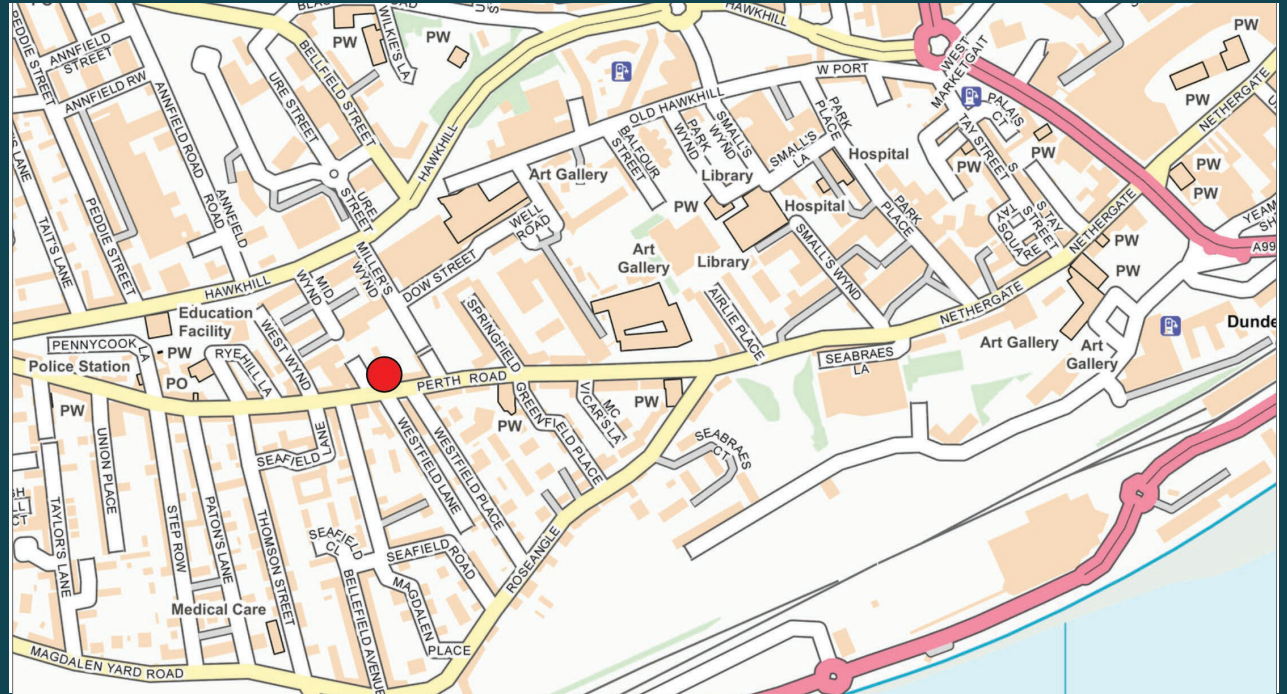 BELLFIELD STREET
WILKIE'S LA
PW
PW
HAWKHILL
WEST MARKETGAIT
PW
PEDDIE STREET
ANNFIELD STREET
ANNFIELD RW
ANNFIELD ROAD
URE STREET
W PORT
PALAIS CT
PW
NETHERGATE
OLD HAWKHILL
PARK PLACE
TAY STREET
PW
HAWKHILL
BALFOUR STREET
PARK WYND
SMALL'S WYND
SMALL'S LA
Hospital
PW
PW
PW
Art Gallery
Library
Hospital
PARK PLACE
TAIT'S LANE
PEDDIE STREET
ANNFIELD ROAD
URE STREET
WELL ROAD
PW
S TAY STREET
TAY SQUARE
NETHERGATE
PW
A99
Art Gallery
Library
SMALL'S WYND
MILLER'S WYND
DOW STREET
PW
HAWKHILL
MID WYND
SPRINGFIELD
AIRLIE PLACE
NETHERGATE
Education Facility
WEST WYND
Dunde
PENNYCOOK LA
PW
RYEHILL LA
SEABRAES LA
Art Gallery
Art Gallery
Police Station
PO
PERTH ROAD
PW
UNION PLACE
SEAFIELD LANE
WESTFIELD LANE
WESTFIELD PLACE
PW
GREENFIELD PLACE
MC VICAR'S LA
PW
SEABRAES CT
TAYLOR'S LANE
STEP ROW
PATON'S LANE
THOMSON STREET
SEAFIELD CL
SEAFIELD ROAD
ROSEANGLE
Medical Care
BELLEFIELD AVENUE
MAGDALEN PLACE
MAGDALEN YARD ROAD